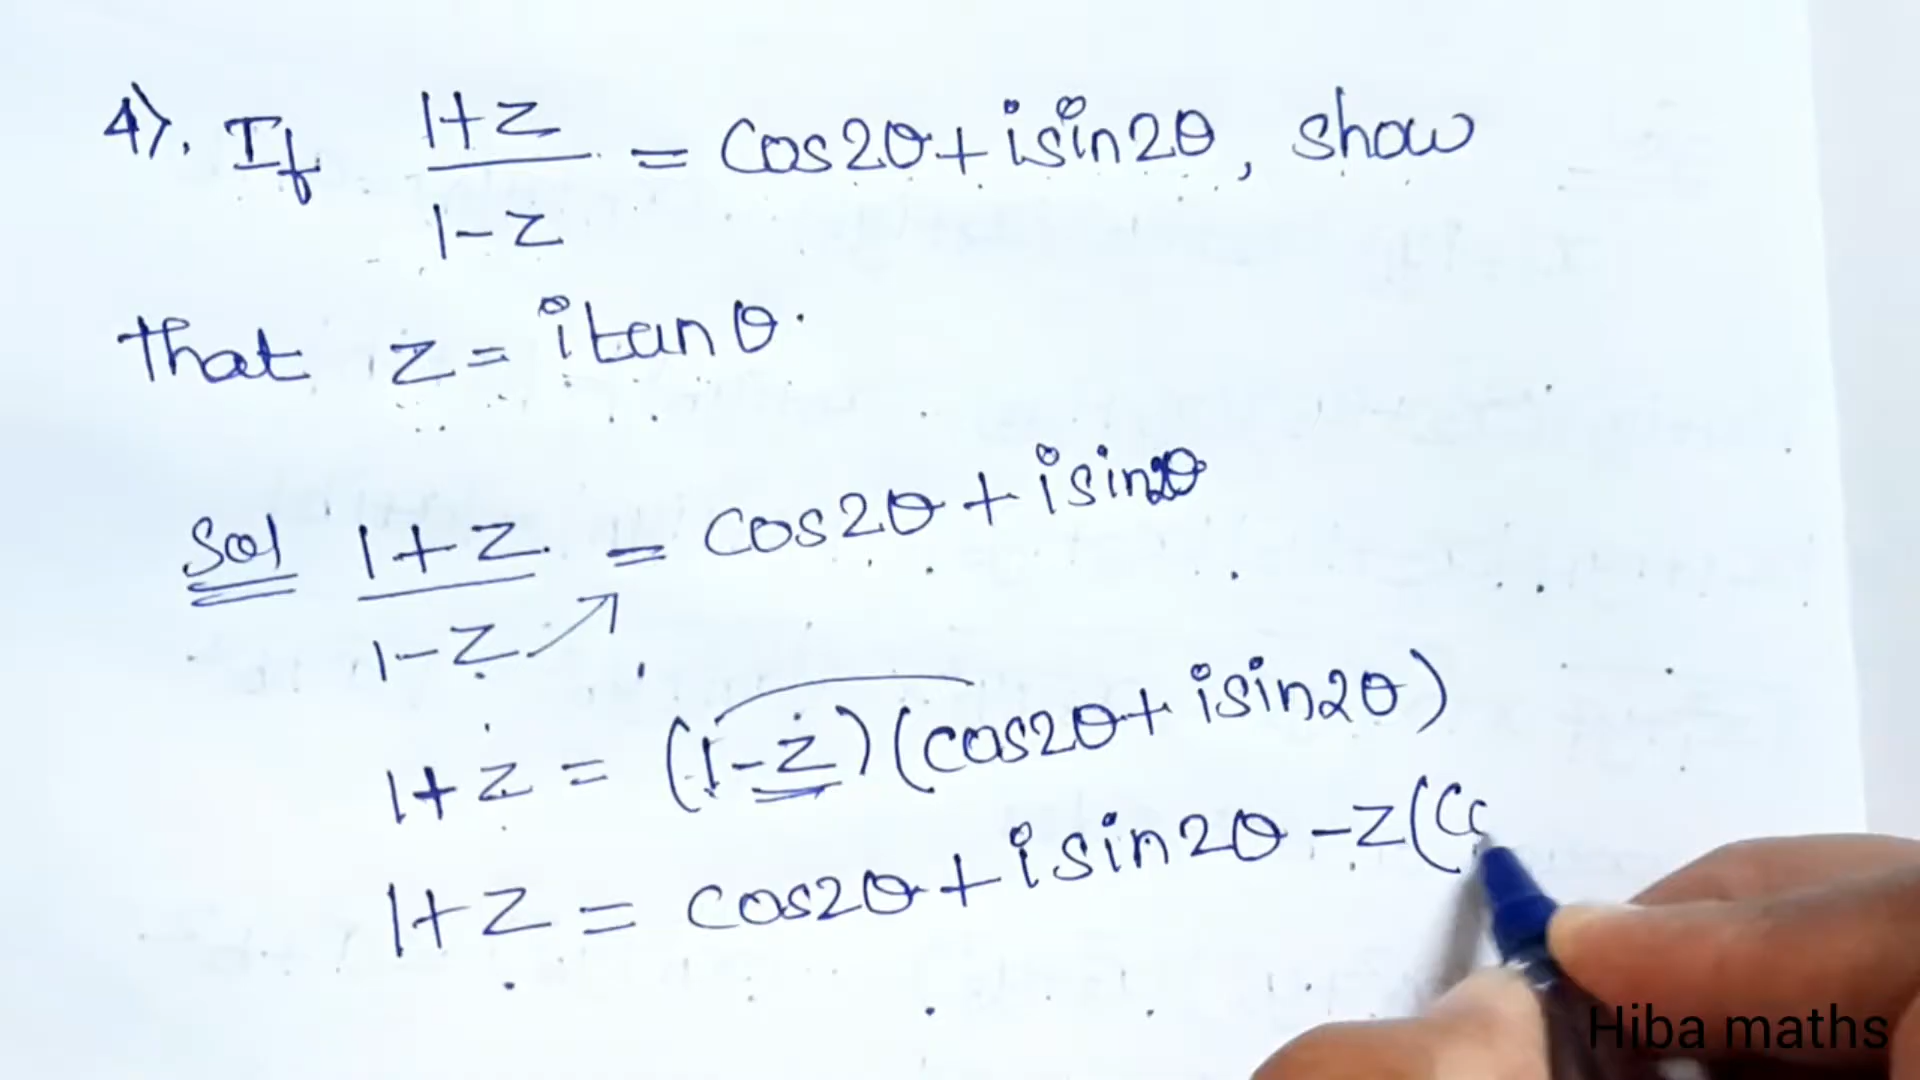 4). If 1+z/1-z = cos2θ+isin2θ, show
that z = itanθ.
Sol 1+z/1-z = cos2θ + isin2θ
1+z = (1-z)(cos2θ+isin2θ)
1+z = cos2θ+isin2θ -z(Co
Hiba maths